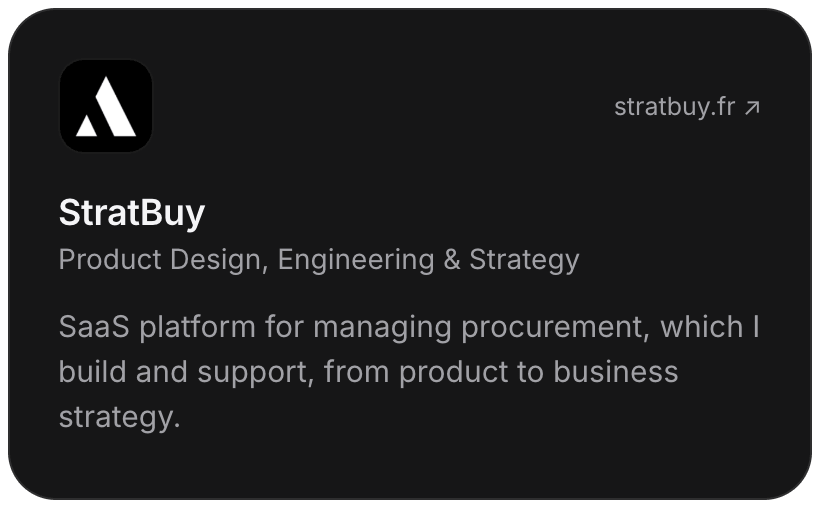 stratbuy.fr ↗
StratBuy
Product Design, Engineering & Strategy
SaaS platform for managing procurement, which I
build and support, from product to business
strategy.